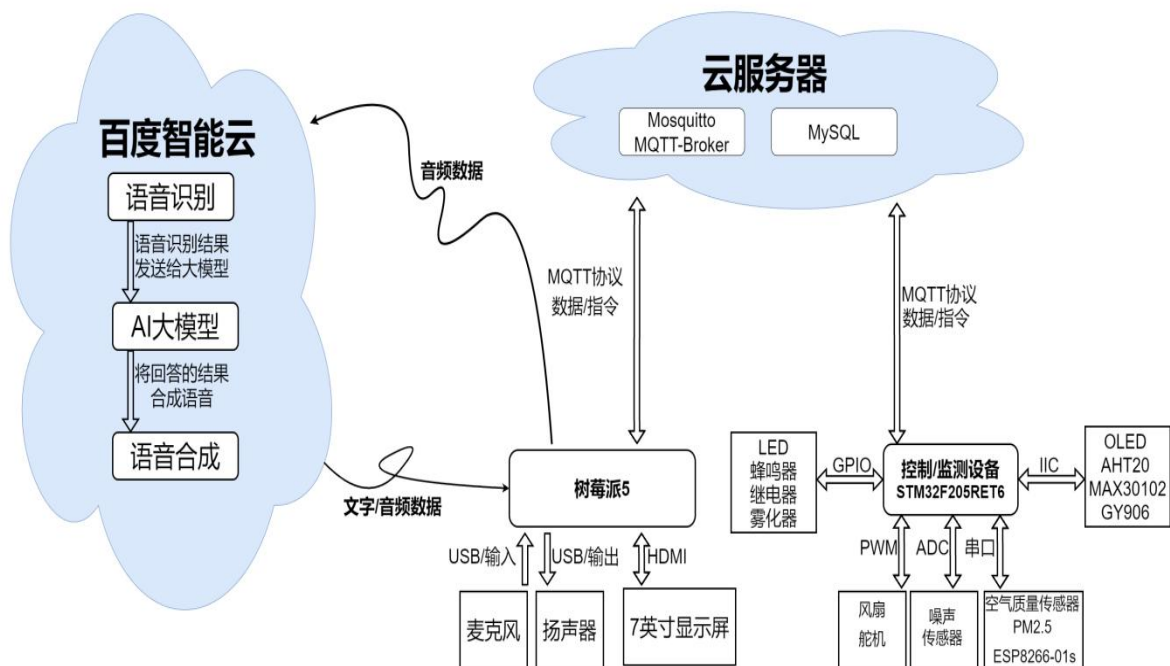 百度智能云
语音识别
语音识别结果
发送给大模型
AI大模型
将回答的结果
合成语音
语音合成
音频数据
文字/音频数据
云服务器
Mosquitto
MQTT-Broker
MySQL
MQTT协议
数据/指令
MQTT协议
数据/指令
树莓派5
USB/输入
USB/输出
HDMI
麦克风
扬声器
7英寸显示屏
LED
蜂鸣器
继电器
雾化器
GPIO
控制/监测设备
STM32F205RET6
IIC
OLED
AHT20
MAX30102
GY906
PWM
ADC
串口
风扇
舵机
噪声
传感器
空气质量传感器
PM2.5
ESP8266-01s